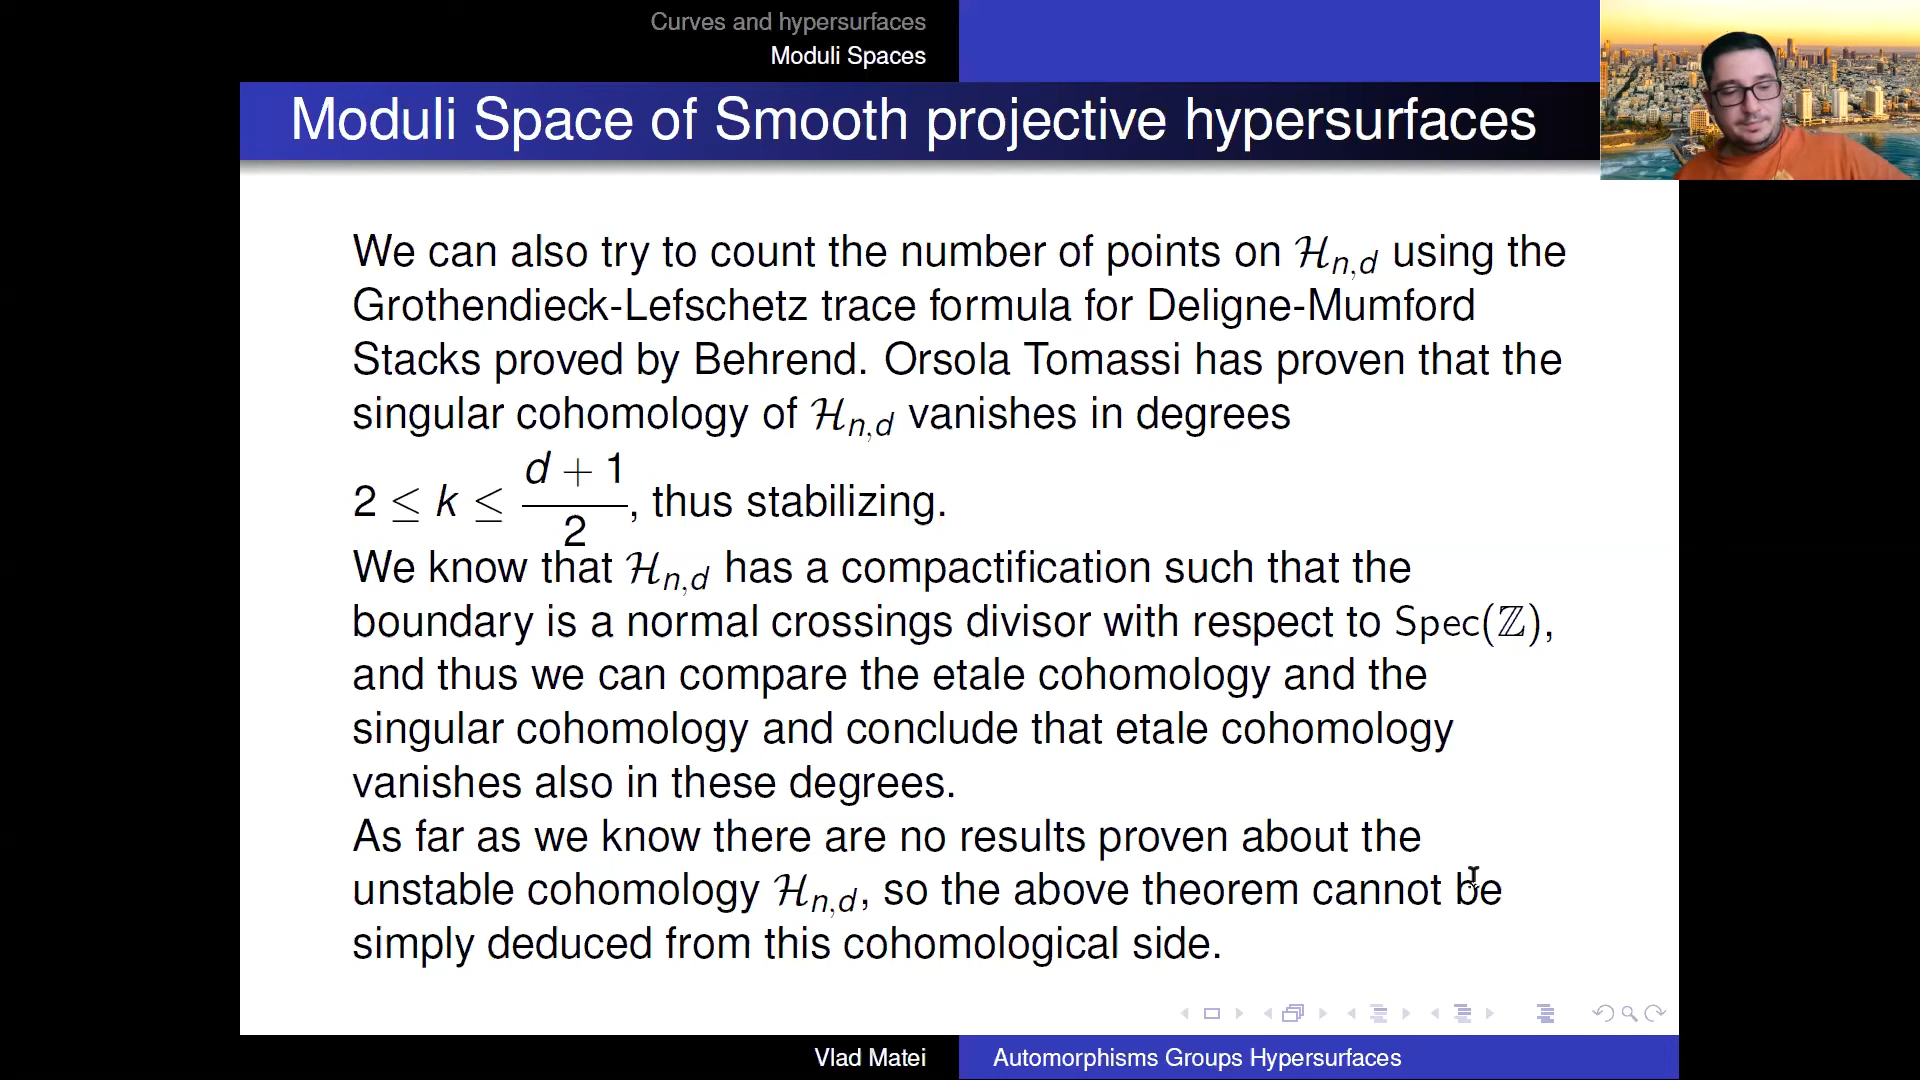 Curves and hypersurfaces
Moduli Spaces
Moduli Space of Smooth projective hypersurfaces
We can also try to count the number of points on ℋₙ,d using the
Grothendieck-Lefschetz trace formula for Deligne-Mumford
Stacks proved by Behrend. Orsola Tomassi has proven that the
singular cohomology of ℋₙ,d vanishes in degrees
2 ≤ k ≤ (d + 1)/2, thus stabilizing.
We know that ℋₙ,d has a compactification such that the
boundary is a normal crossings divisor with respect to Spec(ℤ),
and thus we can compare the etale cohomology and the
singular cohomology and conclude that etale cohomology
vanishes also in these degrees.
As far as we know there are no results proven about the
unstable cohomology ℋₙ,d, so the above theorem cannot be
simply deduced from this cohomological side.
Vlad Matei
Automorphisms Groups Hypersurfaces